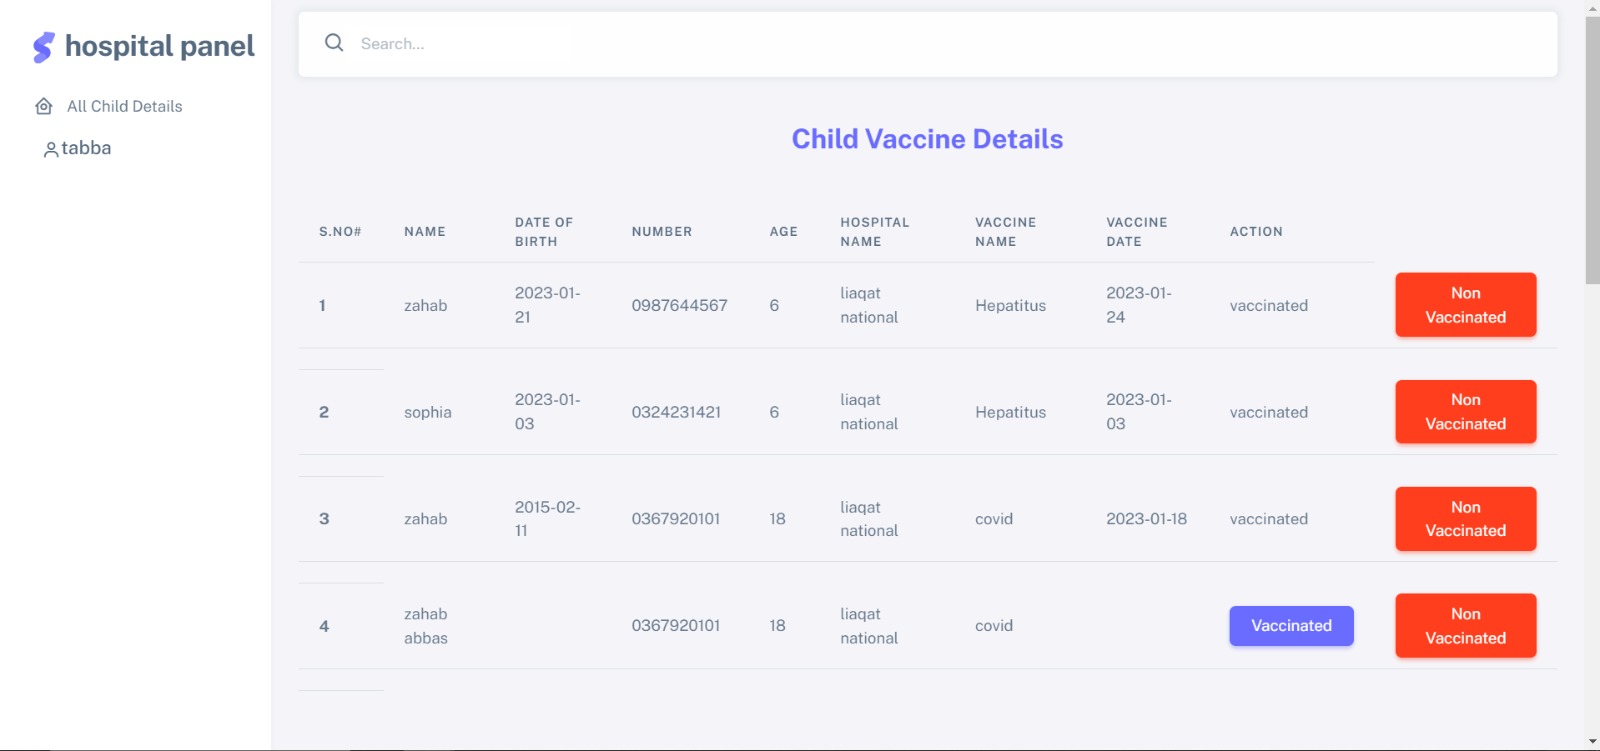 hospital panel
All Child Details
tabba
Search...
Child Vaccine Details
S.NO# NAME DATE OF BIRTH NUMBER AGE HOSPITAL NAME VACCINE NAME VACCINE DATE ACTION
1 zahab 2023-01-21 0987644567 6 liaqat national Hepatitus 2023-01-24 vaccinated Non Vaccinated
2 sophia 2023-01-03 0324231421 6 liaqat national Hepatitus 2023-01-03 vaccinated Non Vaccinated
3 zahab 2015-02-11 0367920101 18 liaqat national covid 2023-01-18 vaccinated Non Vaccinated
4 zahab abbas 0367920101 18 liaqat national covid Vaccinated Non Vaccinated